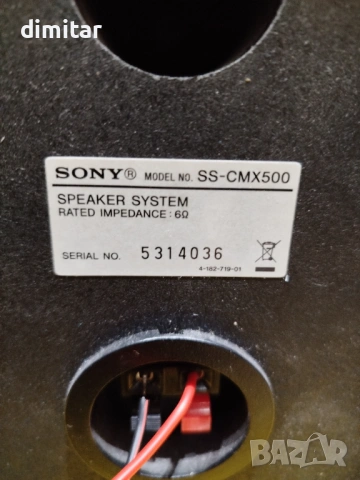 dimitar
SONY® MODEL NO. SS-CMX500
SPEAKER SYSTEM
RATED IMPEDANCE: 6Ω
SERIAL NO. 5314036
4-182-719-01
BAZAR